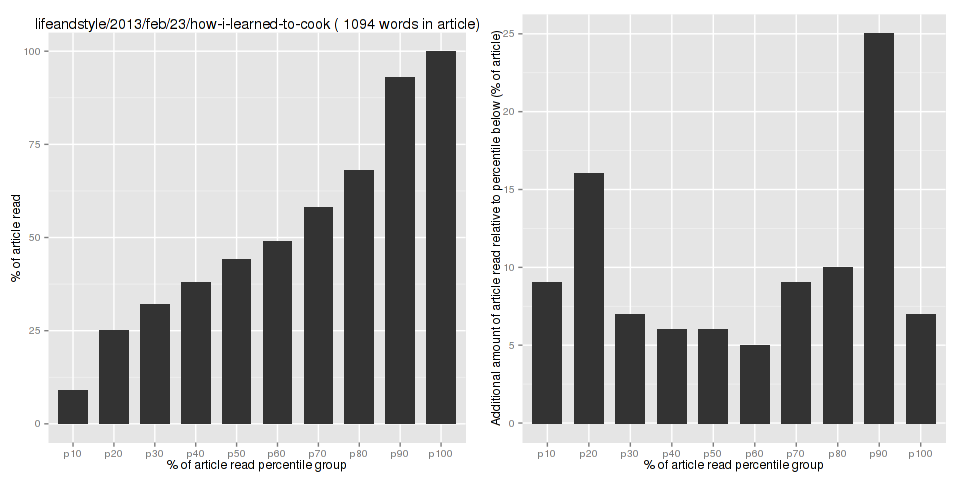 lifeandstyle/2013/feb/23/how-i-learned-to-cook ( 1094 words in article)
% of article read
100
75
50
25
0
p10 p20 p30 p40 p50 p60 p70 p80 p90 p100
% of article read percentile group
Additional amount of article read relative to percentile below (% of article)
25
20
15
10
5
0
p10 p20 p30 p40 p50 p60 p70 p80 p90 p100
% of article read percentile group